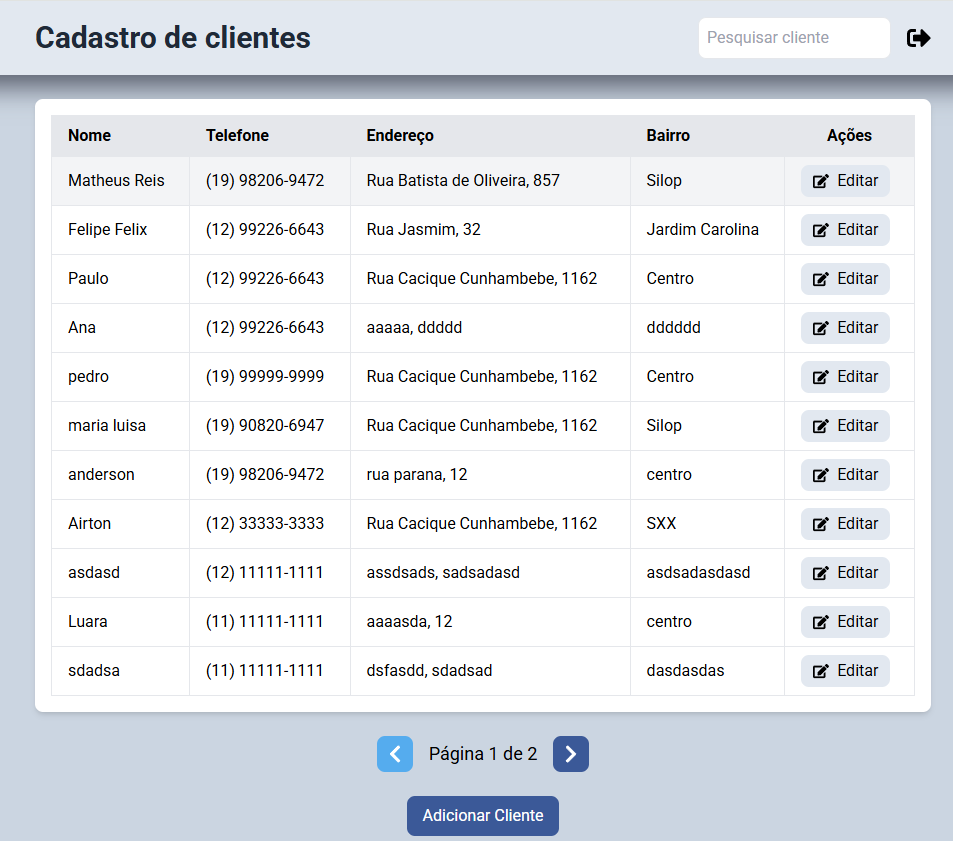 Cadastro de clientes Pesquisar cliente
Nome Telefone Endereço Bairro Ações
Matheus Reis (19) 98206-9472 Rua Batista de Oliveira, 857 Silop Editar
Felipe Felix (12) 99226-6643 Rua Jasmim, 32 Jardim Carolina Editar
Paulo (12) 99226-6643 Rua Cacique Cunhambebe, 1162 Centro Editar
Ana (12) 99226-6643 aaaaa, ddddd dddddd Editar
pedro (19) 99999-9999 Rua Cacique Cunhambebe, 1162 Centro Editar
maria luisa (19) 90820-6947 Rua Cacique Cunhambebe, 1162 Silop Editar
anderson (19) 98206-9472 rua parana, 12 centro Editar
Airton (12) 33333-3333 Rua Cacique Cunhambebe, 1162 SXX Editar
asdasd (12) 11111-1111 assdsads, sadsadasd asdsadasdasd Editar
Luara (11) 11111-1111 aaaasda, 12 centro Editar
sdadsa (11) 11111-1111 dsfasdd, sdadsad dasdasdas Editar
Página 1 de 2
Adicionar Cliente